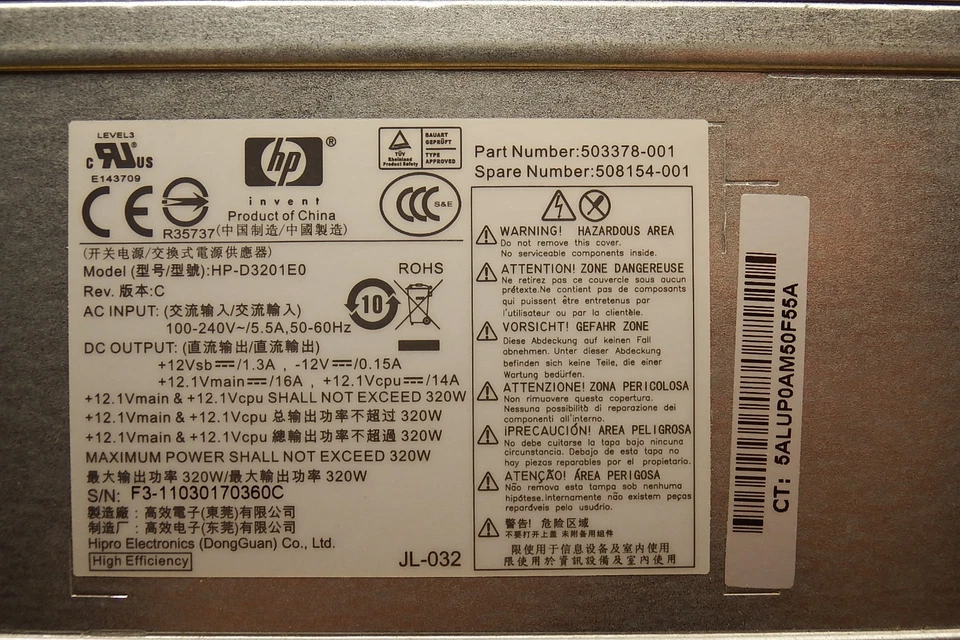 LEVEL3
c RU® US
E143709
hp®
invent
TÜV
Rheinland
Product Safety
BAUART
GEPRÜFT
TYPE
APPROVED
CE
R35737
CCC S&E
Product of China
(中国制造/中國製造)
(开关电源/交換式電源供應器)
Model (型号/型號):HP-D3201E0
Rev. 版本:C
AC INPUT: (交流输入/交流輸入)
100-240V~/5.5A,50-60Hz
ROHS
10
DC OUTPUT: (直流输出/直流輸出)
+12Vsb⎓/1.3A , -12V⎓/0.15A
+12.1Vmain⎓/16A , +12.1Vcpu⎓/14A
+12.1Vmain & +12.1Vcpu SHALL NOT EXCEED 320W
+12.1Vmain & +12.1Vcpu 总输出功率不超过 320W
+12.1Vmain & +12.1Vcpu 總輸出功率不超過 320W
MAXIMUM POWER SHALL NOT EXCEED 320W
最大输出功率 320W/最大輸出功率 320W
S/N: F3-11030170360C
製造廠：高效電子(東莞)有限公司
制造厂：高效电子(东莞)有限公司
Hipro Electronics (DongGuan) Co., Ltd.
High Efficiency
JL-032
Part Number:503378-001
Spare Number:508154-001
WARNING! HAZARDOUS AREA
Do not remove this cover.
No serviceable components inside.
ATTENTION! ZONE DANGEREUSE
Ne retirez pas ce couvercle sous aucun
prétexte.Ne contient pas de composants
qui puissent être entretenus par
l'utilisateur ou par la clientèle.
VORSICHT! GEFAHR ZONE
Diese Abdeckung auf keinen Fall
abnehmen. Unter dieser Abdeckung
befinden sich keine Teile, die einer
Wartung bedürfen.
ATTENZIONE! ZONA PERICOLOSA
Non rimuovere questa copertura.
Nessuna possibilità di reparazione dei
componenti all'interno.
¡PRECAUCIÓN! AREA PELIGROSA
No debe cuitarse la tapa bajo ninguna
circunstancia. Debajo de esta tapa no
hay piezas reparables por el propietario.
ATENÇÃO! ÁREA PERIGOSA
Não remova esta tampa sob nenhuma
hipótese.Internamente não existem peças
reparáveis pelo usuário.
警告! 危险区域
不要打开上盖 未附备用组件
限使用于信息设备及室内使用
限使用於資訊設備及室內使用
CT: 5ALUP0AM50F55A